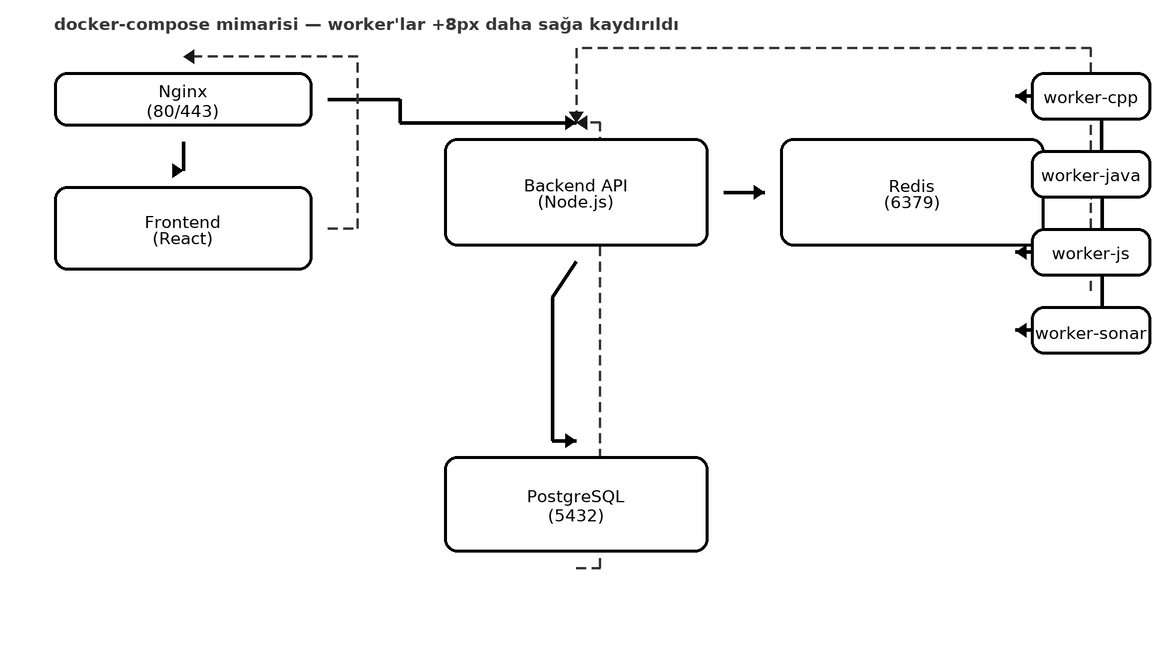 docker-compose mimarisi — worker'lar +8px daha sağa kaydırıldı
Nginx
(80/443)
Frontend
(React)
Backend API
(Node.js)
Redis
(6379)
worker-cpp
worker-java
worker-js
worker-sonar
PostgreSQL
(5432)